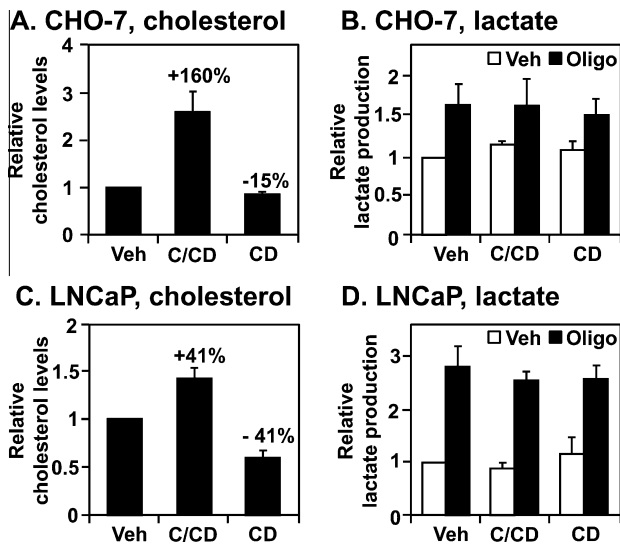 A. CHO-7, cholesterol
Relative
cholesterol levels
4
3
2
1
0
+160%
-15%
Veh C/CD CD
B. CHO-7, lactate
Relative
lactate production
2
1.5
1
0.5
0
Veh Oligo
Veh C/CD CD
C. LNCaP, cholesterol
Relative
cholesterol levels
2
1.5
1
0.5
0
+41%
- 41%
Veh C/CD CD
D. LNCaP, lactate
Relative
lactate production
3
2
1
0
Veh Oligo
Veh C/CD CD